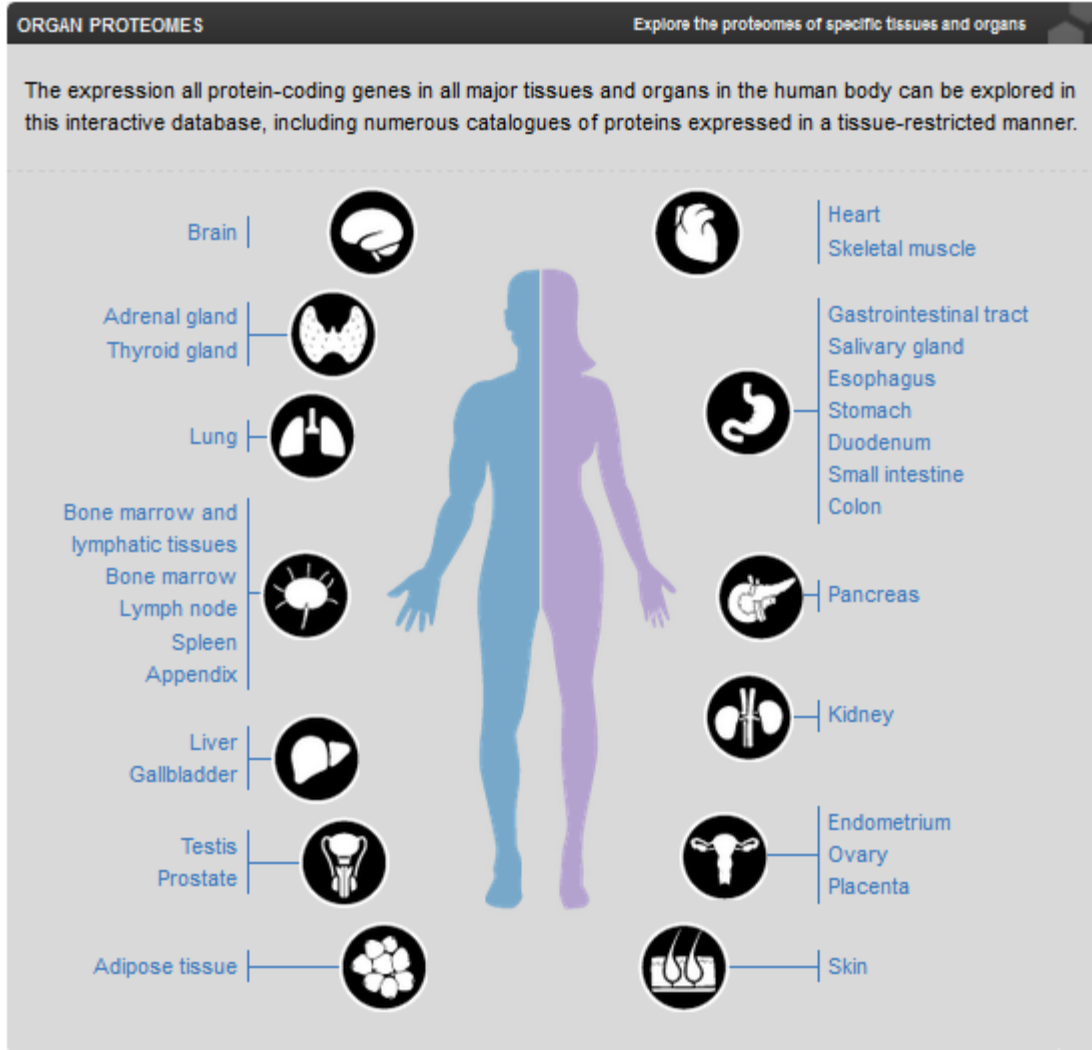 ORGAN PROTEOMES
Explore the proteomes of specific tissues and organs
The expression all protein-coding genes in all major tissues and organs in the human body can be explored in
this interactive database, including numerous catalogues of proteins expressed in a tissue-restricted manner.
Brain
Adrenal gland
Thyroid gland
Lung
Bone marrow and
lymphatic tissues
Bone marrow
Lymph node
Spleen
Appendix
Liver
Gallbladder
Testis
Prostate
Adipose tissue
Heart
Skeletal muscle
Gastrointestinal tract
Salivary gland
Esophagus
Stomach
Duodenum
Small intestine
Colon
Pancreas
Kidney
Endometrium
Ovary
Placenta
Skin